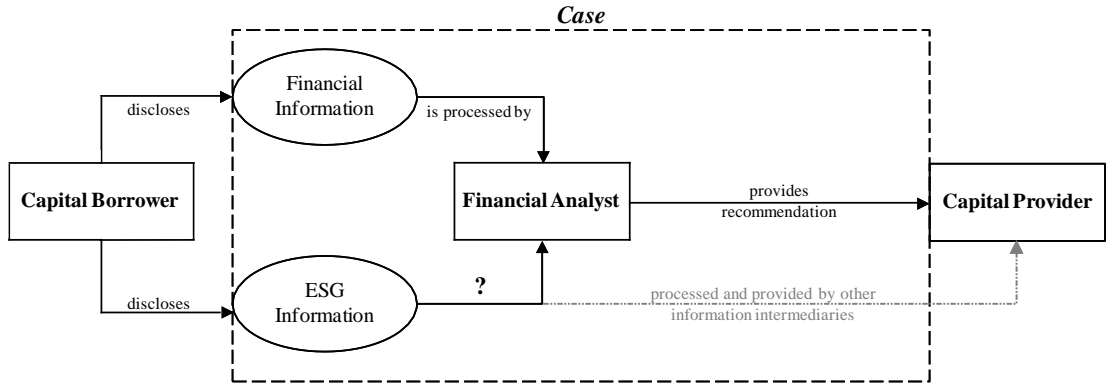 Case
Financial
Information
discloses
is processed by
Capital Borrower
Financial Analyst
provides
recommendation
Capital Provider
ESG
Information
?
discloses
processed and provided by other
information intermediaries